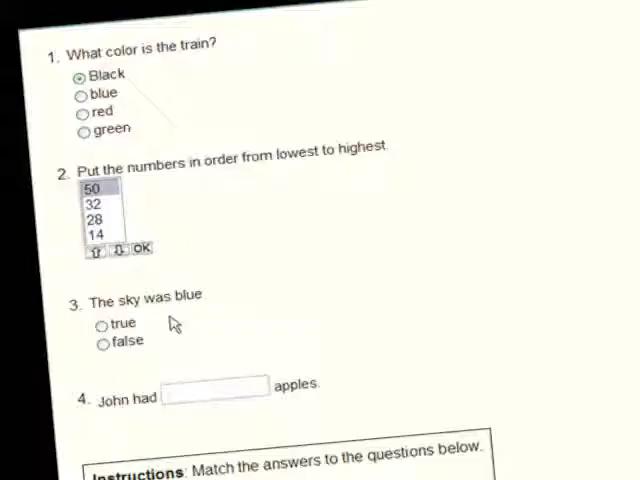 1. What color is the train?
Black
blue
red
green
2. Put the numbers in order from lowest to highest.
50
32
28
14
OK
3. The sky was blue
true
false
4. John had apples.
Instructions: Match the answers to the questions below.